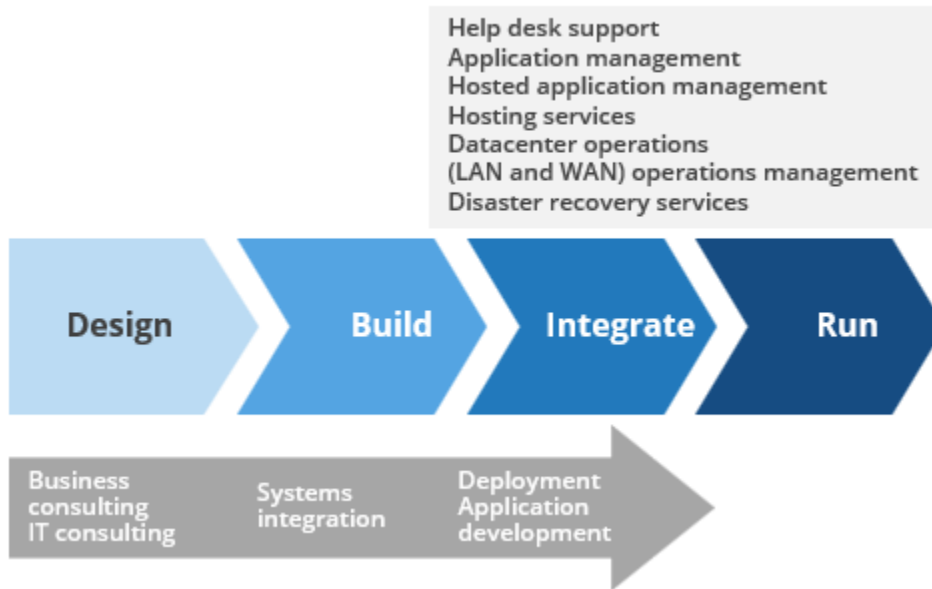 Help desk support
Application management
Hosted application management
Hosting services
Datacenter operations
(LAN and WAN) operations management
Disaster recovery services
Design
Build
Integrate
Run
Business
consulting
IT consulting
Systems
integration
Deployment
Application
development